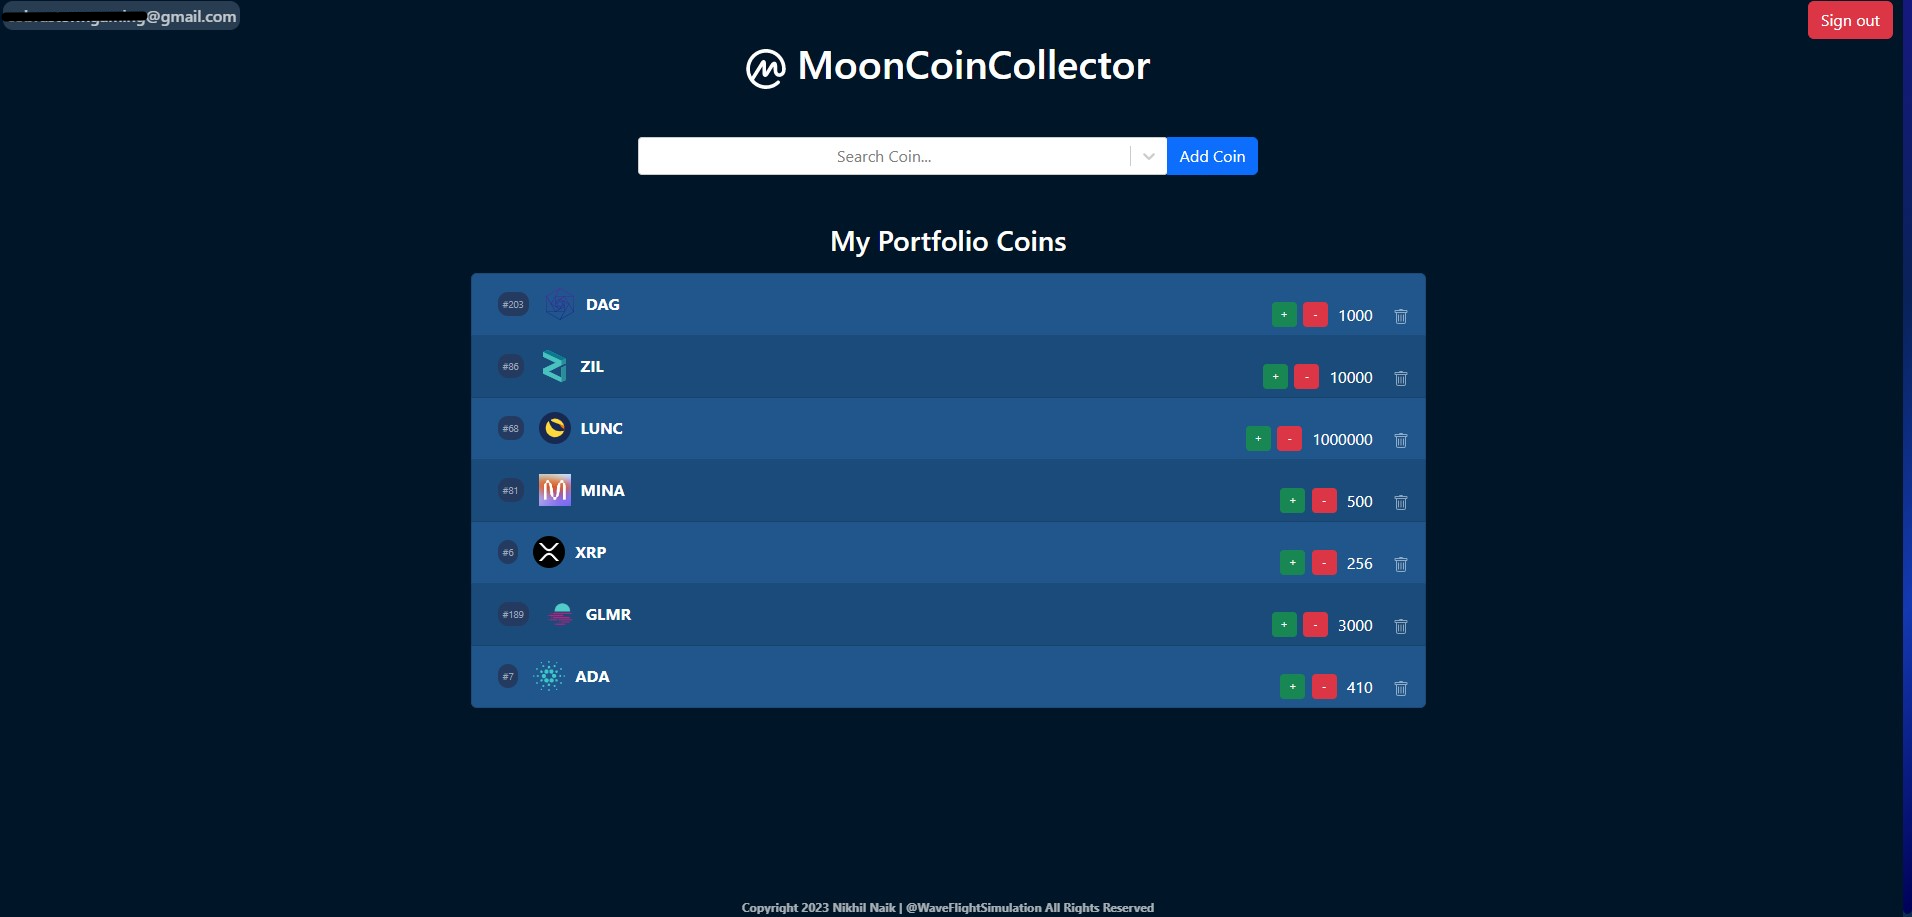 @gmail.com
Sign out
MoonCoinCollector
Search Coin...
Add Coin
My Portfolio Coins
#203 DAG + - 1000
#86 ZIL + - 10000
#68 LUNC + - 1000000
#81 MINA + - 500
#6 XRP + - 256
#189 GLMR + - 3000
#7 ADA + - 410
Copyright 2023 Nikhil Naik | @WaveFlightSimulation All Rights Reserved